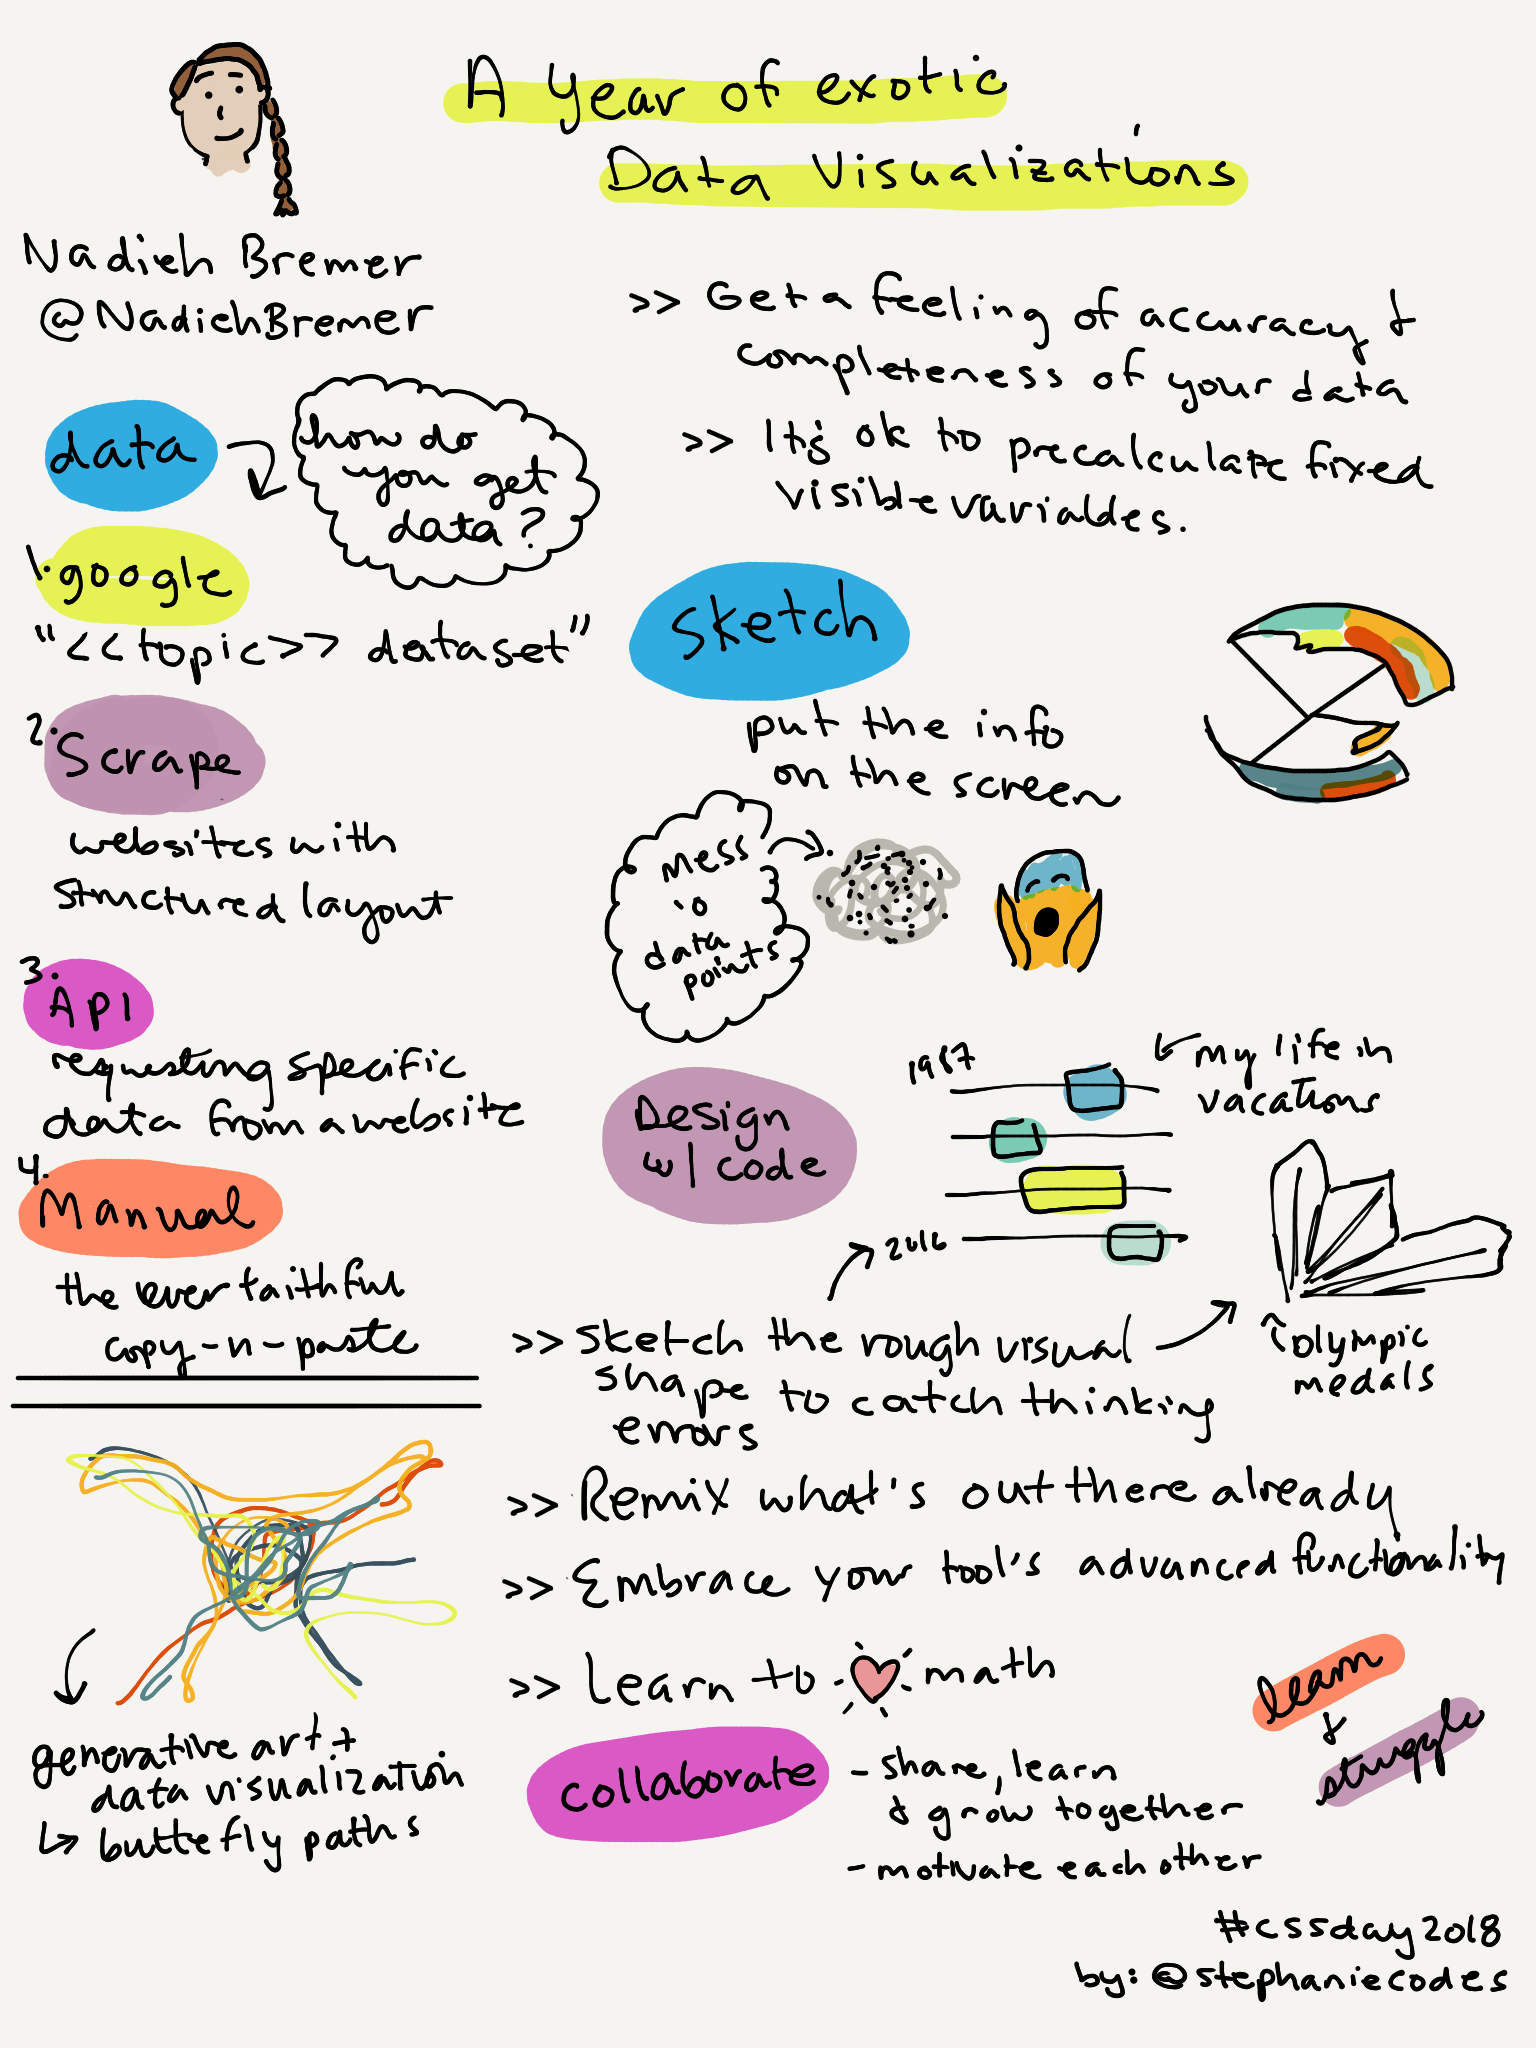 A Year of exotic
Data Visualizations
Nadieh Bremer
@NadiehBremer
data
how do
you get
data?
1. google
"<<topic>> dataset"
2. Scrape
websites with
structured layout
3. Api
requesting specific
data from a website
4. Manual
the ever faithful
copy-n-paste
generative art +
data visualization
butterfly paths
>> Get a feeling of accuracy &
completeness of your data
>> It's ok to precalculate fixed
visible variables.
Sketch
put the info
on the screen
mess
'o
data
points
Design
w/ code
1987
2016
my life in
vacations
olympic
medals
>> Sketch the rough visual
shape to catch thinking
errors
>> Remix what's out there already
>> Embrace your tool's advanced functionality
>> Learn to math
collaborate
- share, learn
& grow together
- motivate each other
learn
&
struggle
#cssday2018
by: @stephaniecodes